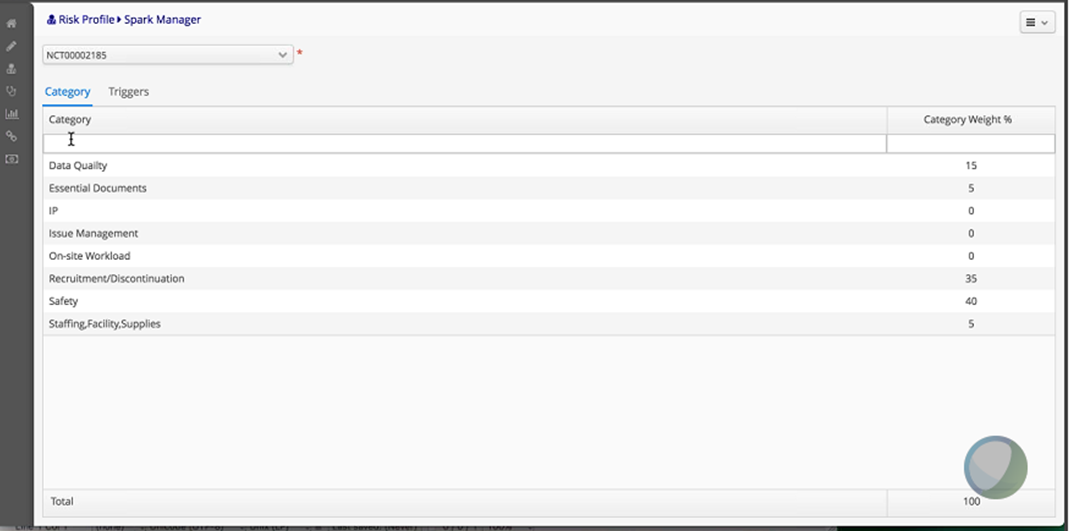 Risk Profile Spark Manager
NCT00002185 *
Category Triggers
Category Category Weight %
Data Quailty 15
Essential Documents 5
IP 0
Issue Management 0
On-site Workload 0
Recruitment/Discontinuation 35
Safety 40
Staffing,Facility,Supplies 5
Total 100